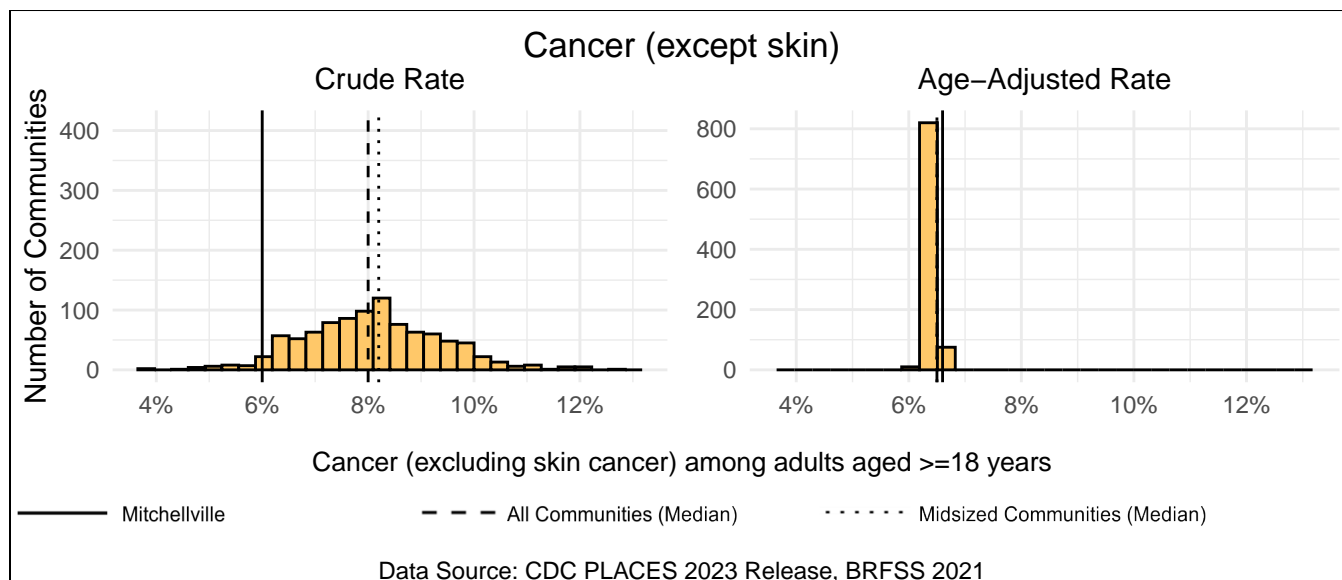 Cancer (except skin)
Crude Rate
Age−Adjusted Rate
Number of Communities
400
300
200
100
0
4%
6%
8%
10%
12%
800
600
400
200
0
4%
6%
8%
10%
12%
Cancer (excluding skin cancer) among adults aged >=18 years
Mitchellville
All Communities (Median)
Midsized Communities (Median)
Data Source: CDC PLACES 2023 Release, BRFSS 2021